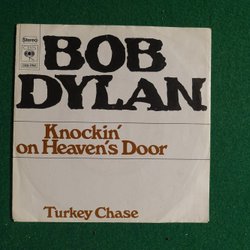 Stereo
BOB
DYLAN
Knockin'
on Heaven's Door
Turkey Chase